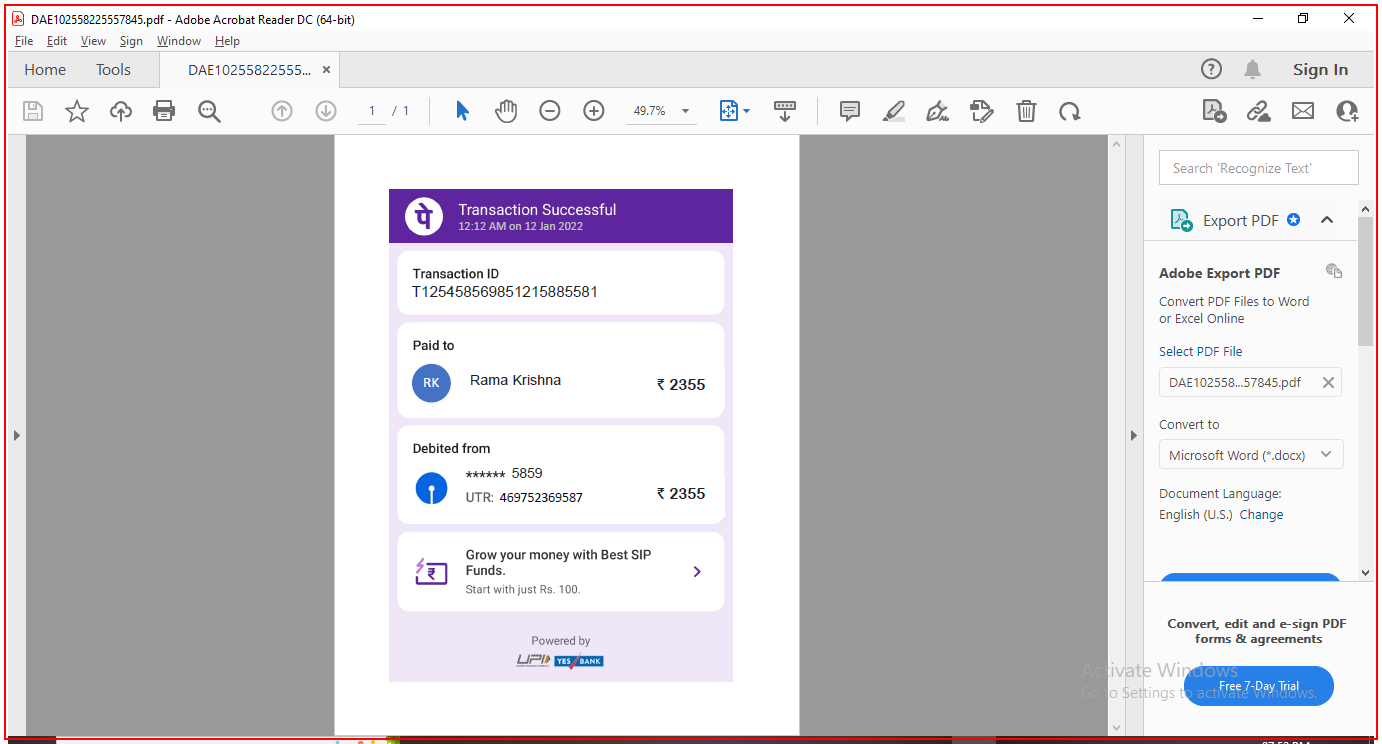 DAE102558225557845.pdf - Adobe Acrobat Reader DC (64-bit)
File Edit View Sign Window Help
Home Tools DAE10255822555... ×
Sign In
1 / 1
49.7%
Search 'Recognize Text'
Export PDF
Adobe Export PDF
Convert PDF Files to Word
or Excel Online
Select PDF File
DAE102558...57845.pdf
Convert to
Microsoft Word (*.docx)
Document Language:
English (U.S.) Change
Convert, edit and e-sign PDF
forms & agreements
Free 7-Day Trial
Activate Windows
Go to Settings to activate Windows.
पे
Transaction Successful
12:12 AM on 12 Jan 2022
Transaction ID
T125458569851215885581
Paid to
RK Rama Krishna ₹ 2355
Debited from
****** 5859
UTR: 469752369587 ₹ 2355
Grow your money with Best SIP
Funds.
Start with just Rs. 100.
Powered by
UPI YES BANK